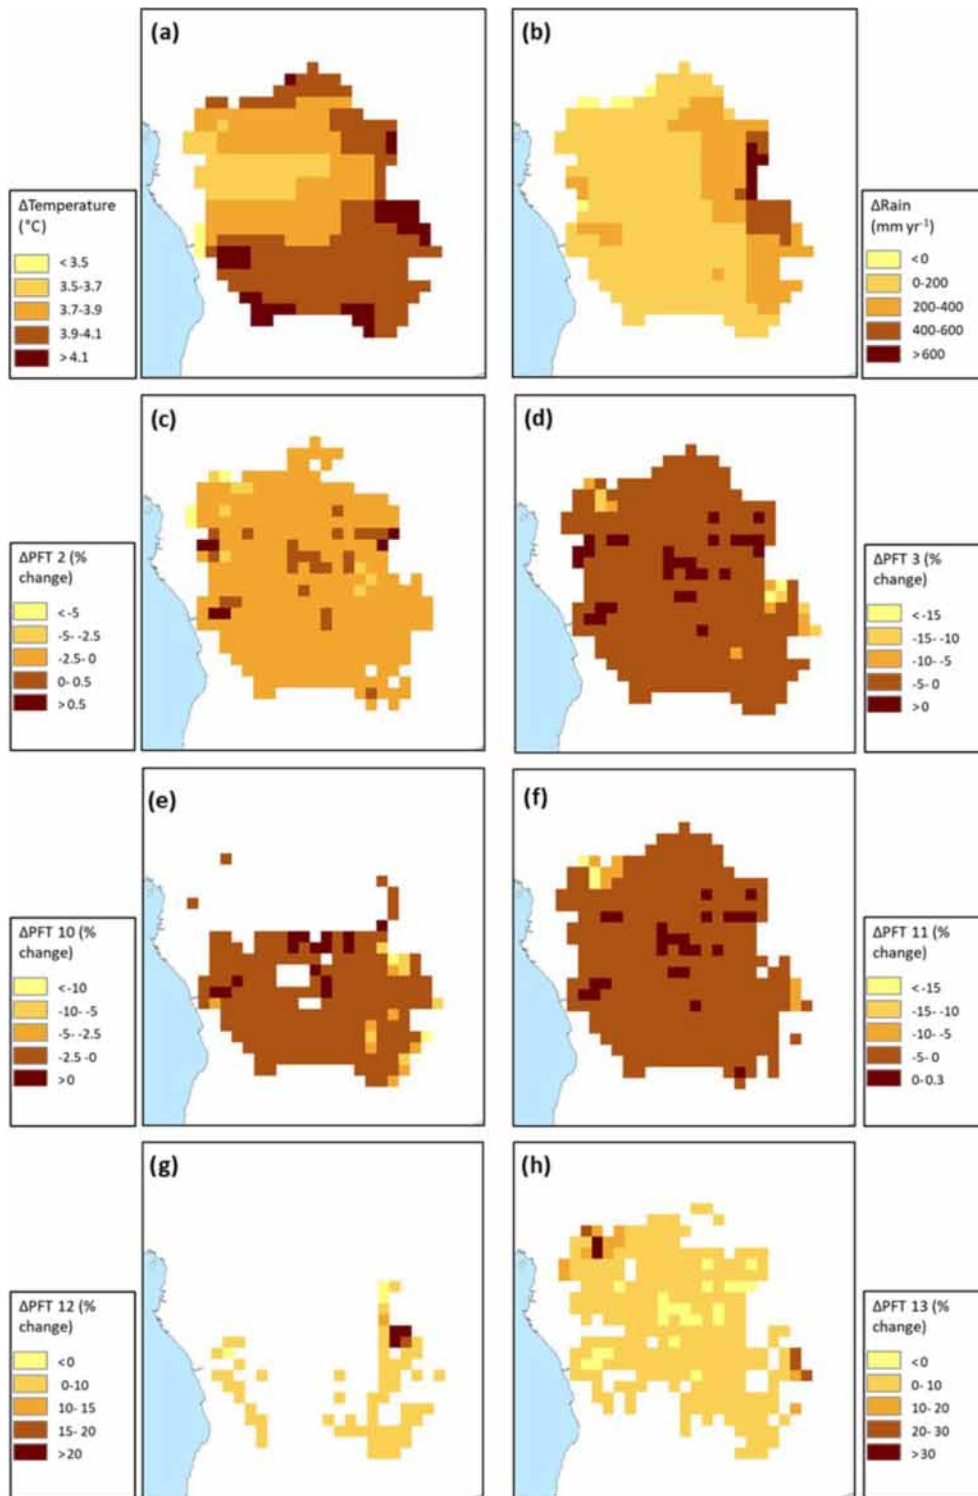 (a)
(b)
ΔTemperature
(°C)
< 3.5
3.5-3.7
3.7-3.9
3.9-4.1
> 4.1
ΔRain
(mm yr⁻¹)
<0
0-200
200-400
400-600
>600
(c)
(d)
ΔPFT 2 (%
change)
< -5
-5- -2.5
-2.5- 0
0- 0.5
> 0.5
ΔPFT 3 (%
change)
< -15
-15- -10
-10- -5
-5- 0
> 0
(e)
(f)
ΔPFT 10 (%
change)
< -10
-10- -5
-5- -2.5
-2.5 -0
> 0
ΔPFT 11 (%
change)
< -15
-15- -10
-10- -5
-5- 0
0- 0.3
(g)
(h)
ΔPFT 12 (%
change)
<0
0-10
10- 15
15- 20
>20
ΔPFT 13 (%
change)
< 0
0- 10
10- 20
20- 30
> 30